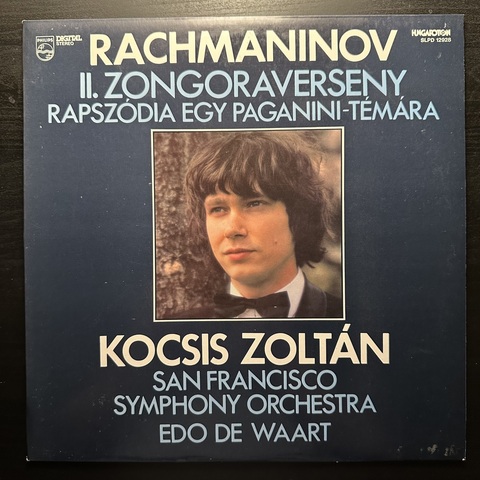 PHILIPS
DIGITAL
STEREO
HUNGAROTON
SLPD 12928
RACHMANINOV
II. ZONGORAVERSENY
RAPSZÓDIA EGY PAGANINI-TÉMÁRA
KOCSIS ZOLTÁN
SAN FRANCISCO
SYMPHONY ORCHESTRA
EDO DE WAART